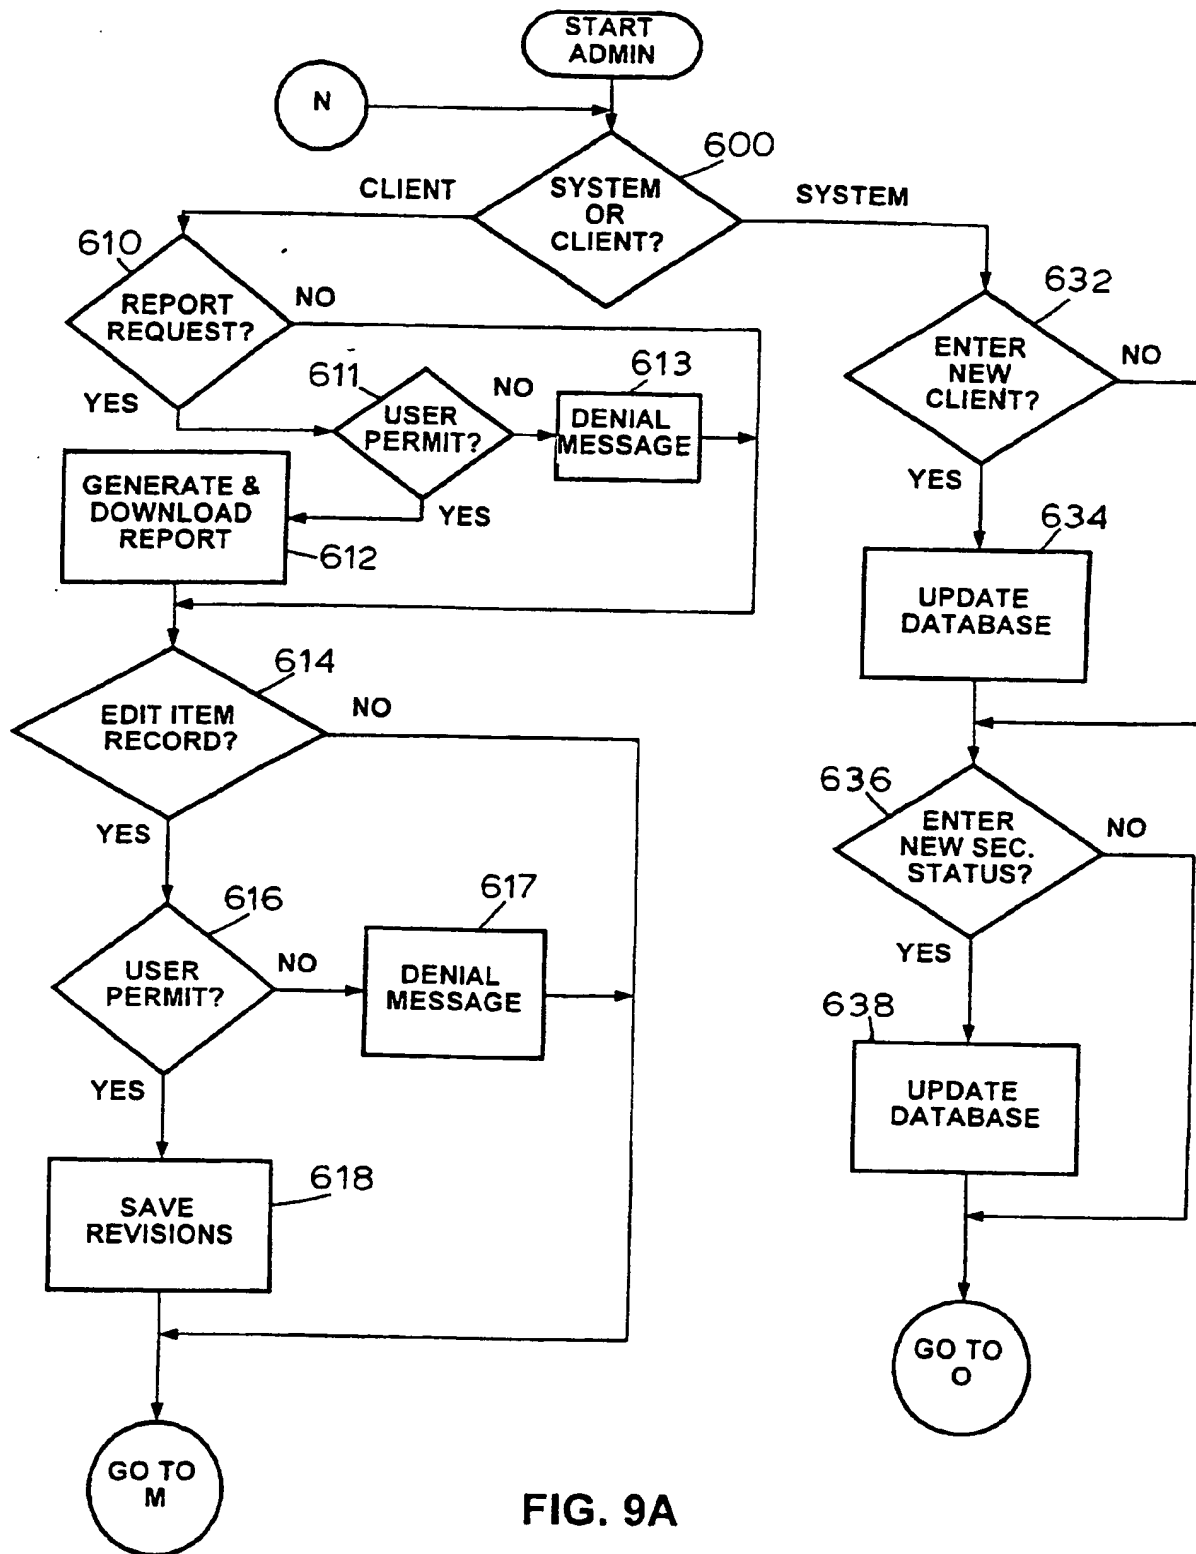 START
ADMIN
N
600
SYSTEM
OR
CLIENT?
CLIENT
SYSTEM
610
REPORT
REQUEST?
NO
YES
611
USER
PERMIT?
NO
YES
613
DENIAL
MESSAGE
GENERATE &
DOWNLOAD
REPORT
612
614
EDIT ITEM
RECORD?
NO
YES
616
USER
PERMIT?
NO
YES
617
DENIAL
MESSAGE
618
SAVE
REVISIONS
GO TO
M
632
ENTER
NEW
CLIENT?
NO
YES
634
UPDATE
DATABASE
636
ENTER
NEW SEC.
STATUS?
NO
YES
638
UPDATE
DATABASE
GO TO
O
FIG. 9A